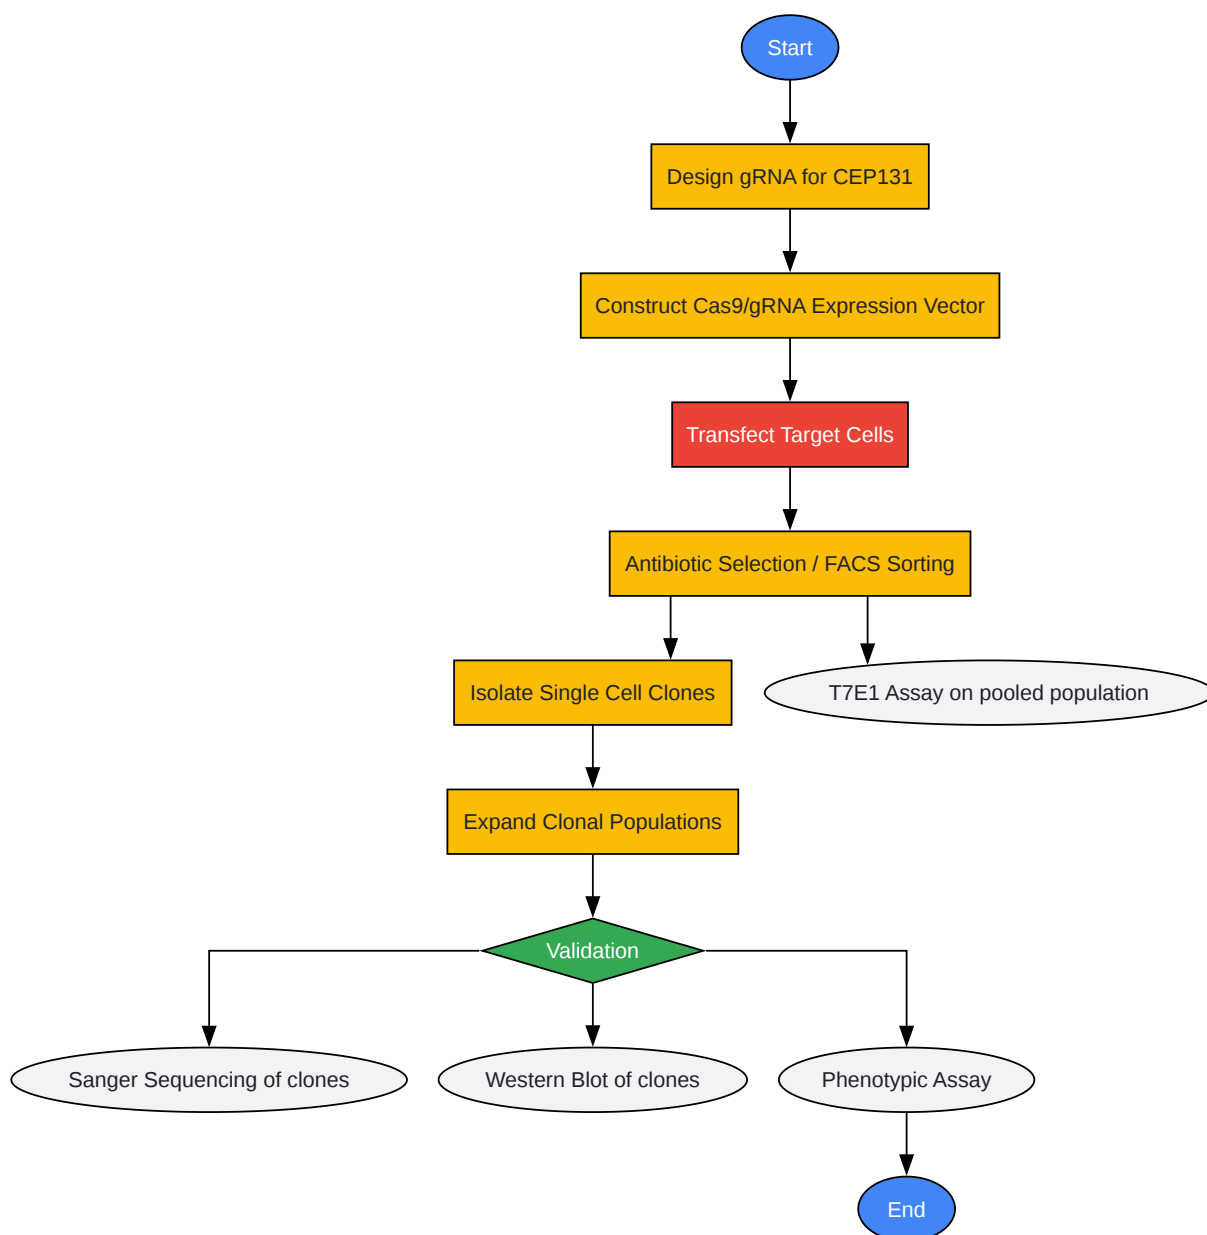 Start
Design gRNA for CEP131
Construct Cas9/gRNA Expression Vector
Transfect Target Cells
Antibiotic Selection / FACS Sorting
Isolate Single Cell Clones
T7E1 Assay on pooled population
Expand Clonal Populations
Validation
Sanger Sequencing of clones
Western Blot of clones
Phenotypic Assay
End